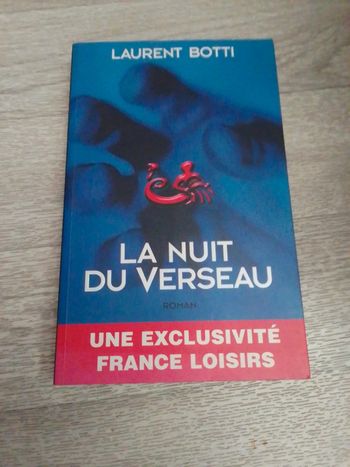 LAURENT BOTTI
LA NUIT
DU VERSEAU
ROMAN
UNE EXCLUSIVITÉ
FRANCE LOISIRS